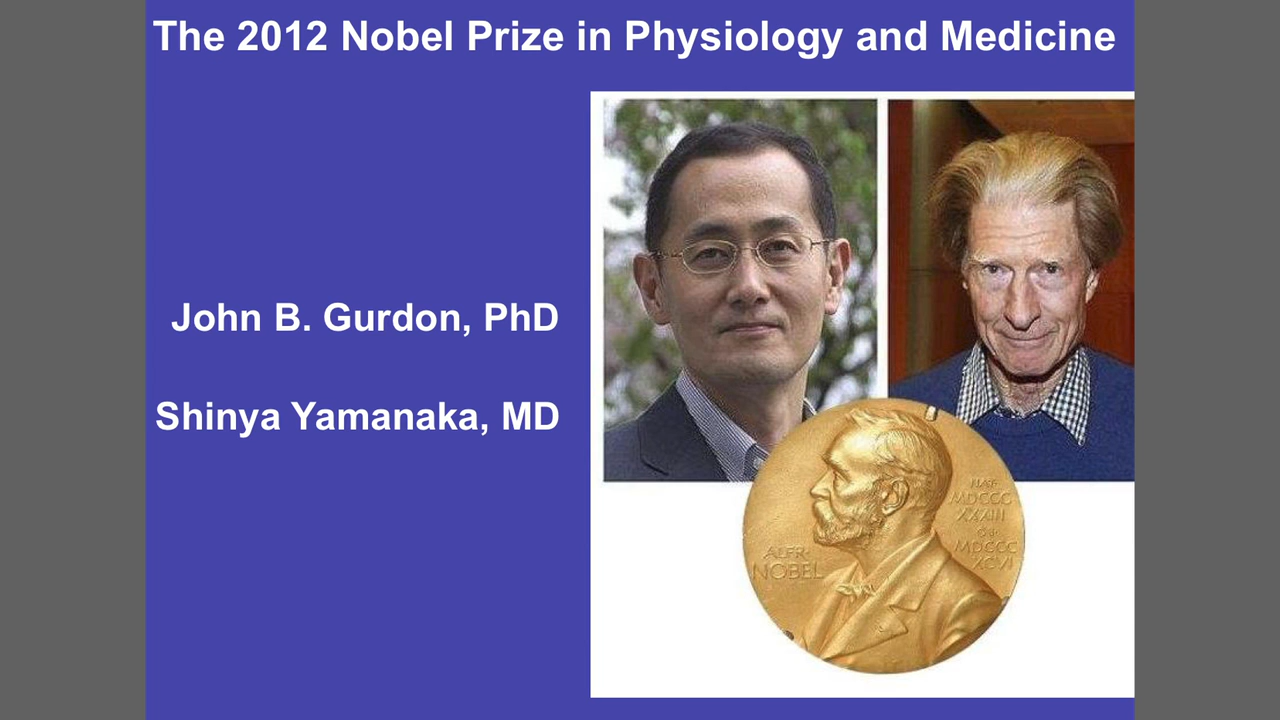 The 2012 Nobel Prize in Physiology and Medicine
John B. Gurdon, PhD
Shinya Yamanaka, MD
ALFR·
NOBEL
NAT·
MDCCC
XXXIII
OB·
MDCCC
XCVI